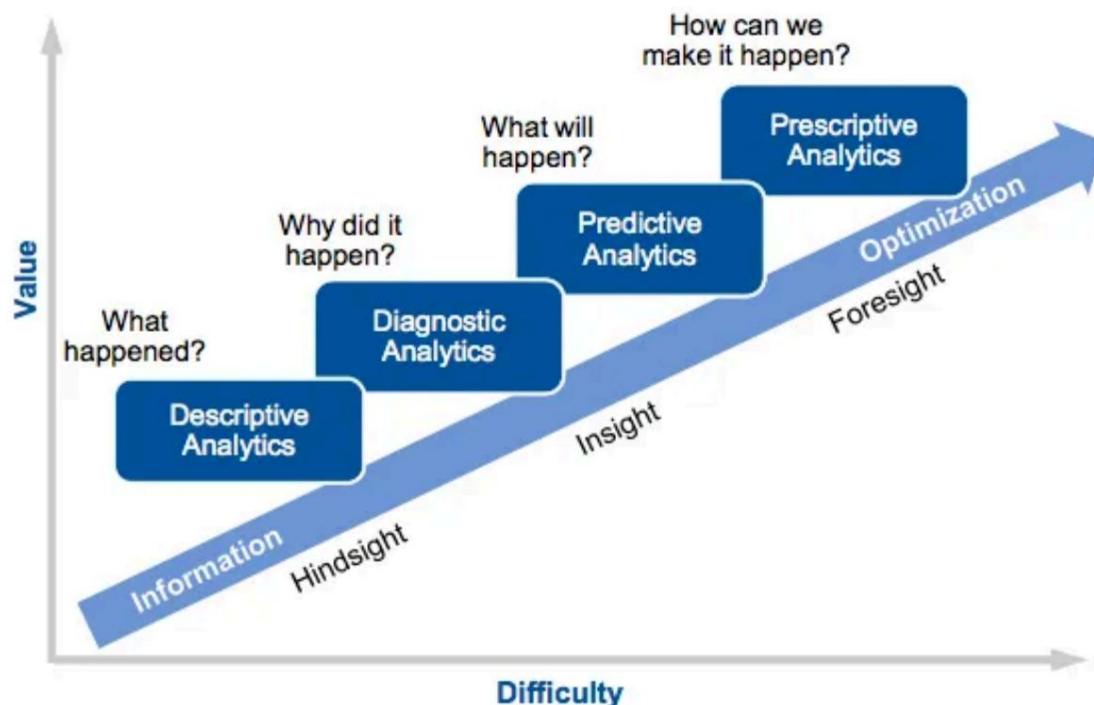 How can we
make it happen?
Prescriptive
Analytics
What will
happen?
Predictive
Analytics
Why did it
happen?
Diagnostic
Analytics
What
happened?
Descriptive
Analytics
Value
Information
Optimization
Hindsight
Insight
Foresight
Difficulty